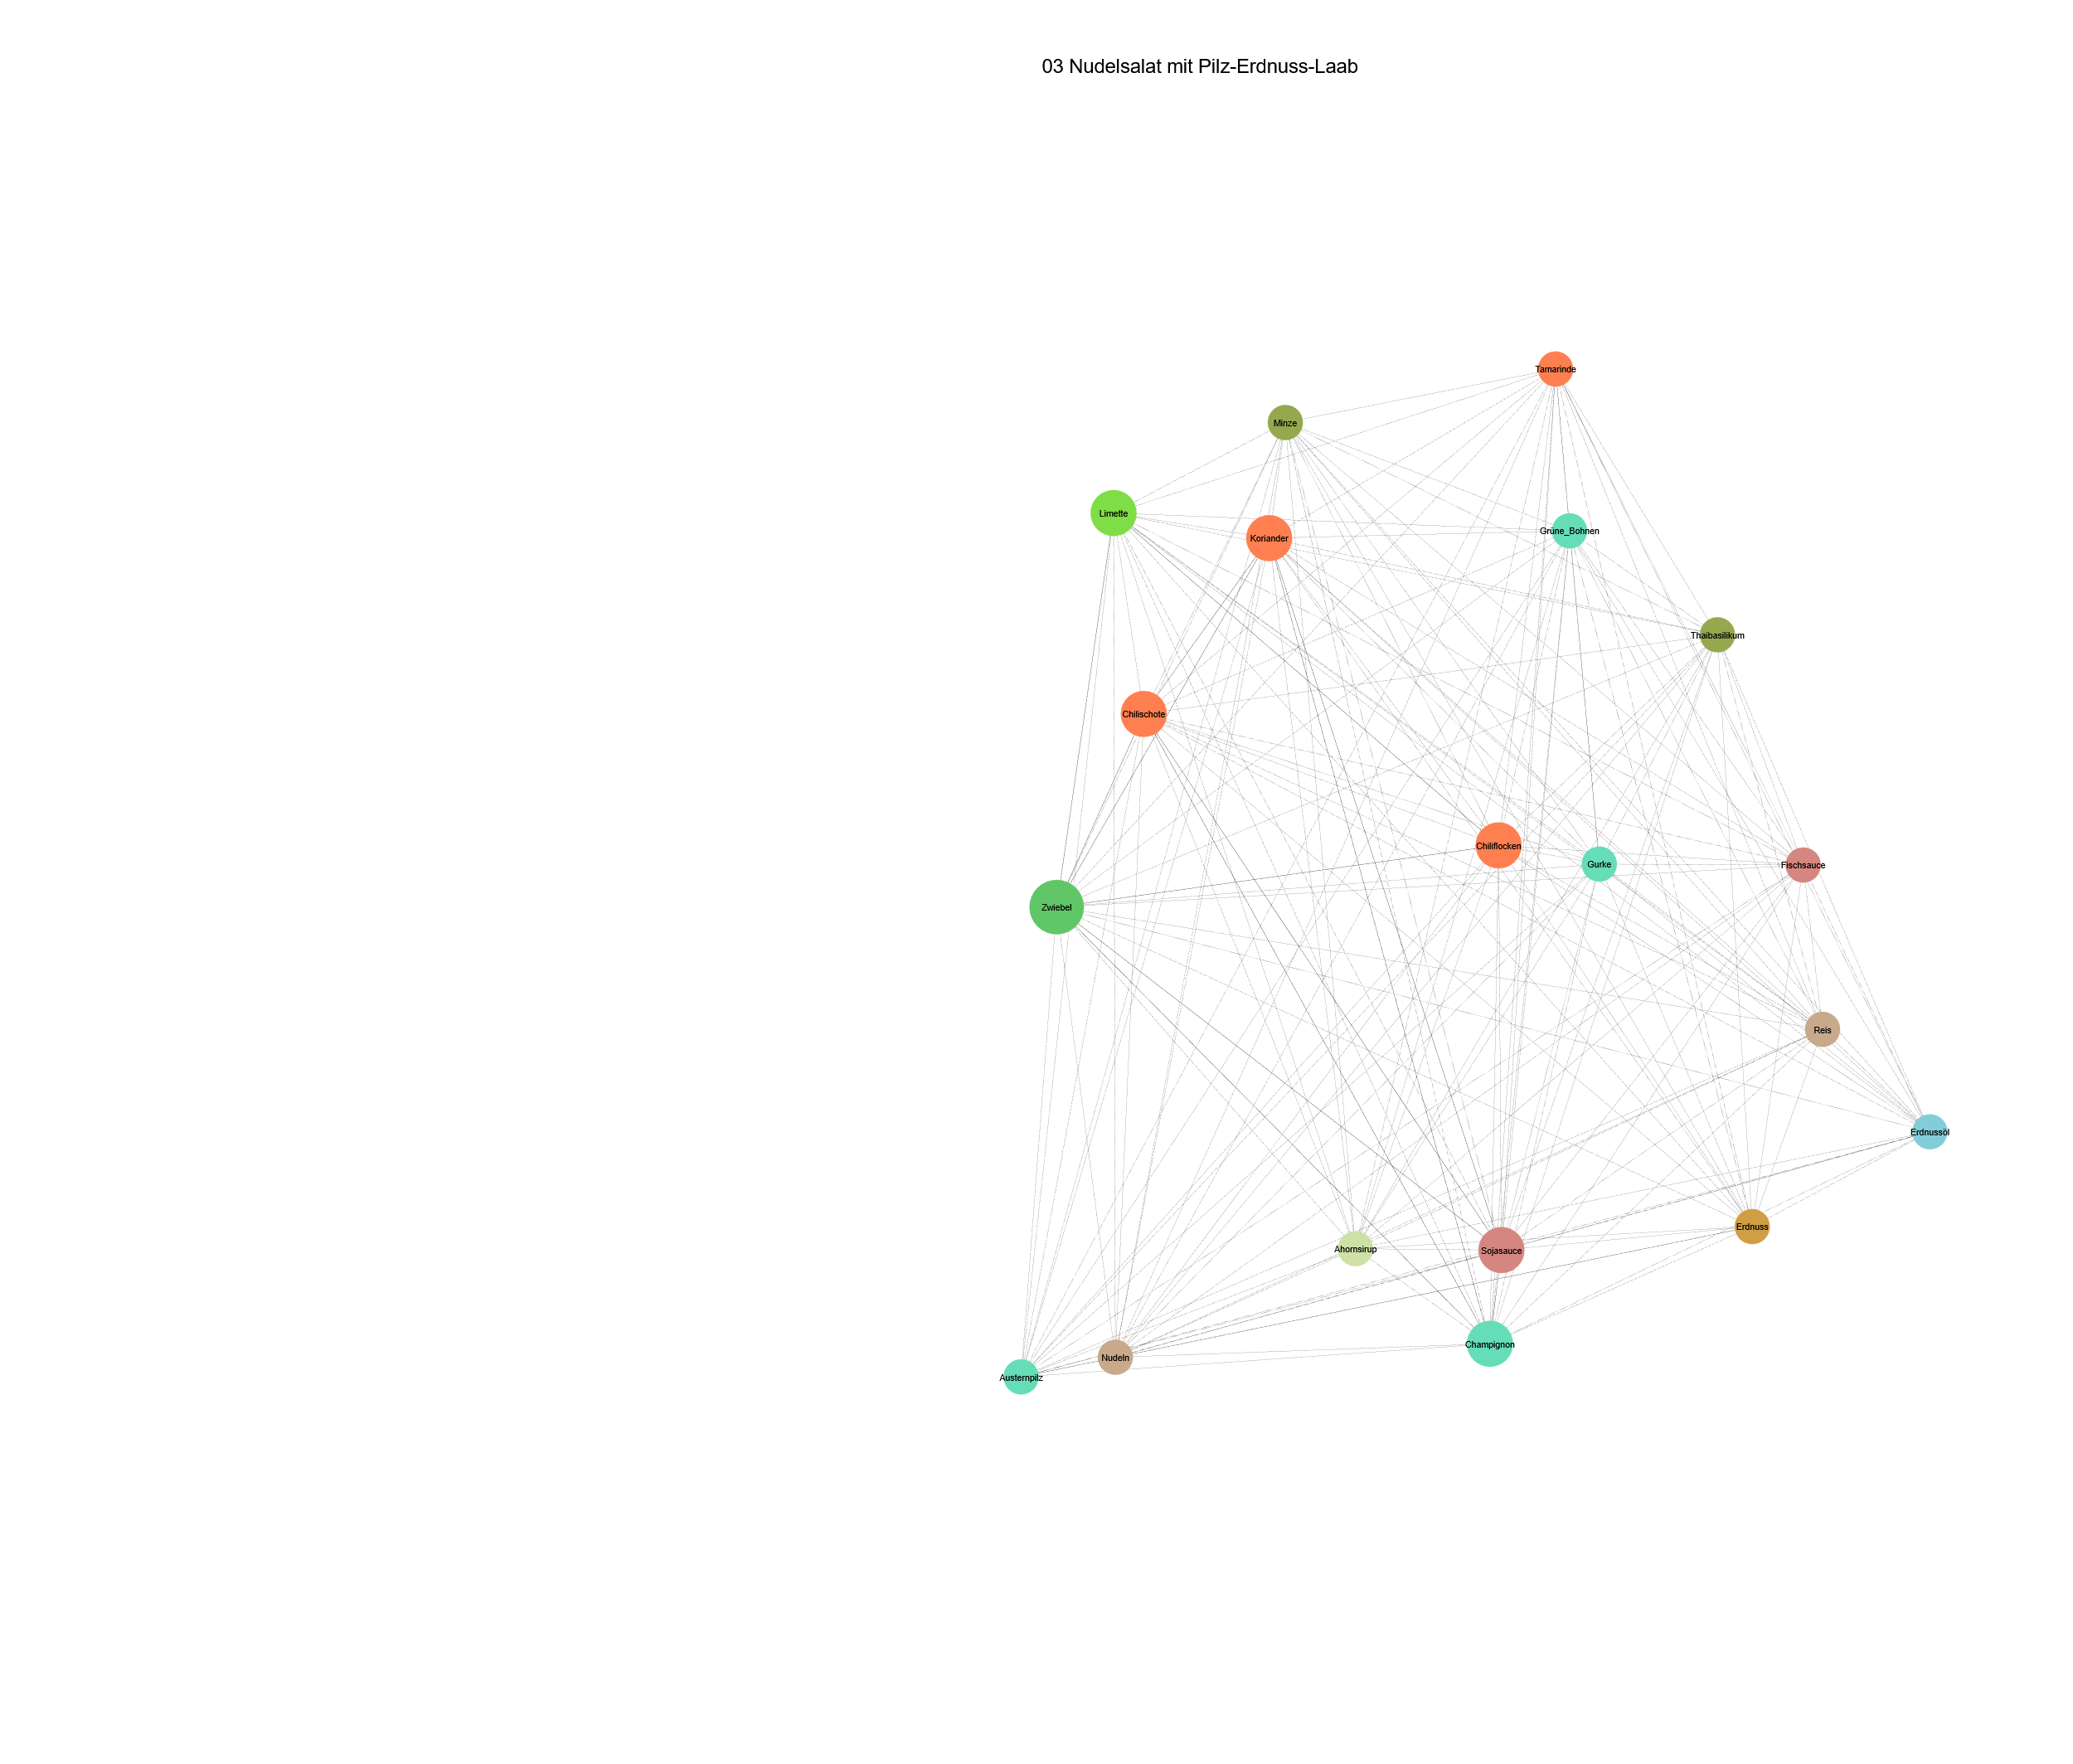 03 Nudelsalat mit Pilz-Erdnuss-Laab
Tamarinde
Minze
Limette
Koriander
Grüne_Bohnen
Thaibasilikum
Chilischote
Chiliflocken
Gurke
Fischsauce
Zwiebel
Reis
Erdnussöl
Erdnuss
Ahornsirup
Sojasauce
Champignon
Nudeln
Austernpilz